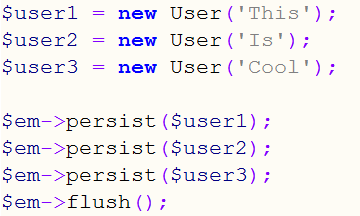 $user1 = new User('This');
$user2 = new User('Is');
$user3 = new User('Cool');
$em->persist($user1);
$em->persist($user2);
$em->persist($user3);
$em->flush();